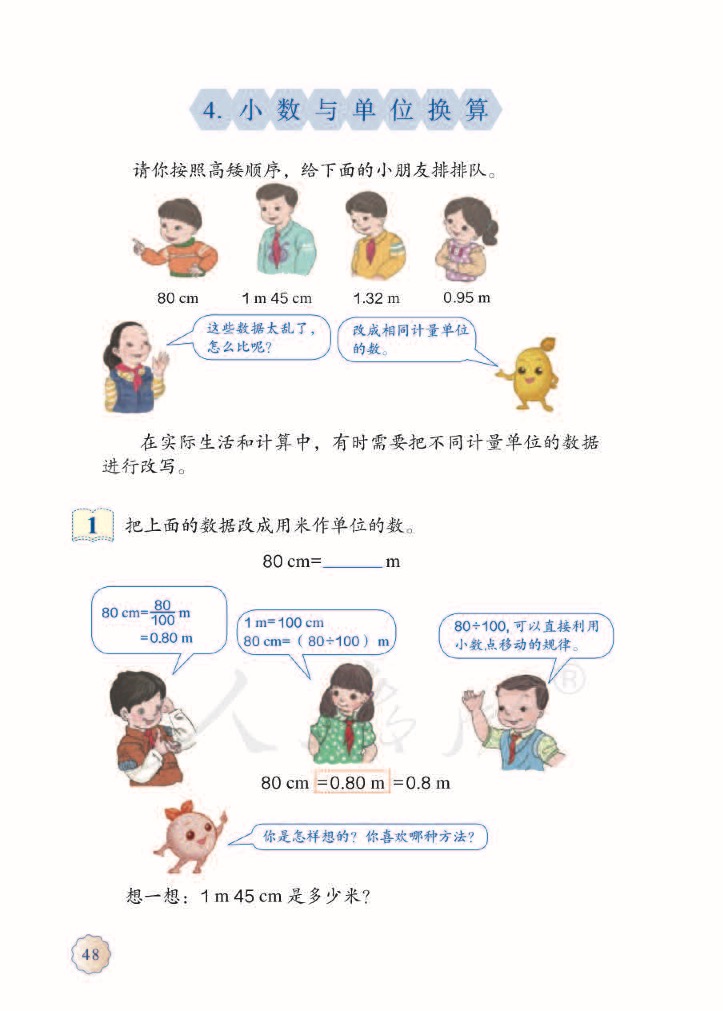 4. 小数与单位换算
请你按照高矮顺序，给下面的小朋友排排队。
80 cm 1 m 45 cm 1.32 m 0.95 m
这些数据太乱了，
怎么比呢？
改成相同计量单位
的数。
在实际生活和计算中，有时需要把不同计量单位的数据
进行改写。
1 把上面的数据改成用米作单位的数。
80 cm=______ m
80 cm=80/100 m
=0.80 m
1 m=100 cm
80 cm=（80÷100）m
80÷100,可以直接利用
小数点移动的规律。
80 cm =0.80 m =0.8 m
你是怎样想的？你喜欢哪种方法？
想一想：1 m 45 cm 是多少米？
48